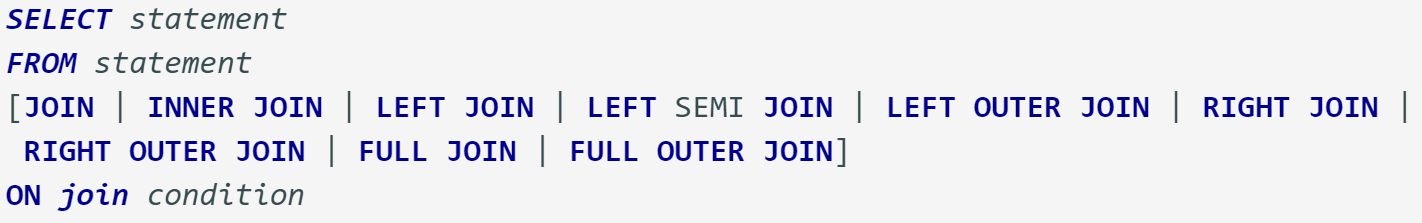 SELECT statement
FROM statement
[JOIN | INNER JOIN | LEFT JOIN | LEFT SEMI JOIN | LEFT OUTER JOIN | RIGHT JOIN |
RIGHT OUTER JOIN | FULL JOIN | FULL OUTER JOIN]
ON join condition